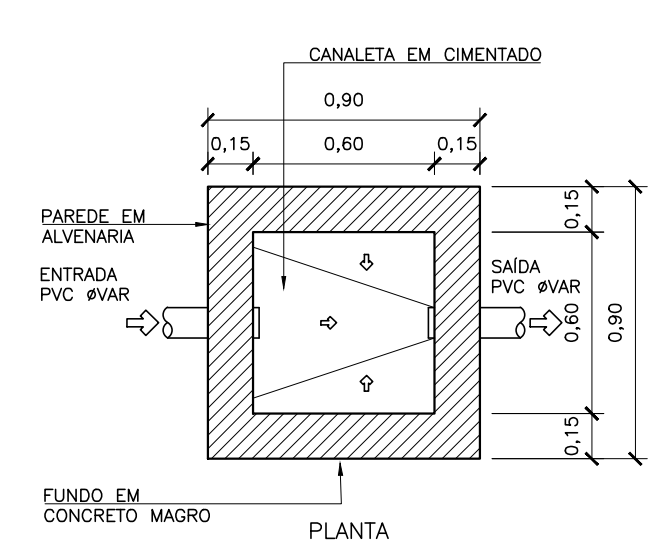 CANALETA EM CIMENTADO
0,90
0,15 0,60 0,15
PAREDE EM
ALVENARIA
ENTRADA
PVC ØVAR
SAÍDA
PVC ØVAR
0,15
0,60
0,90
0,15
FUNDO EM
CONCRETO MAGRO
PLANTA